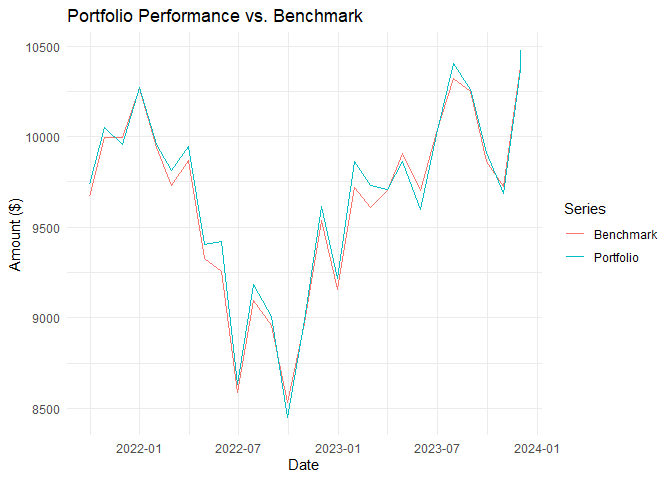 Portfolio Performance vs. Benchmark
10500
10000
9500
9000
8500
Amount ($)
2022-01 2022-07 2023-01 2023-07 2024-01
Date
Series
Benchmark
Portfolio